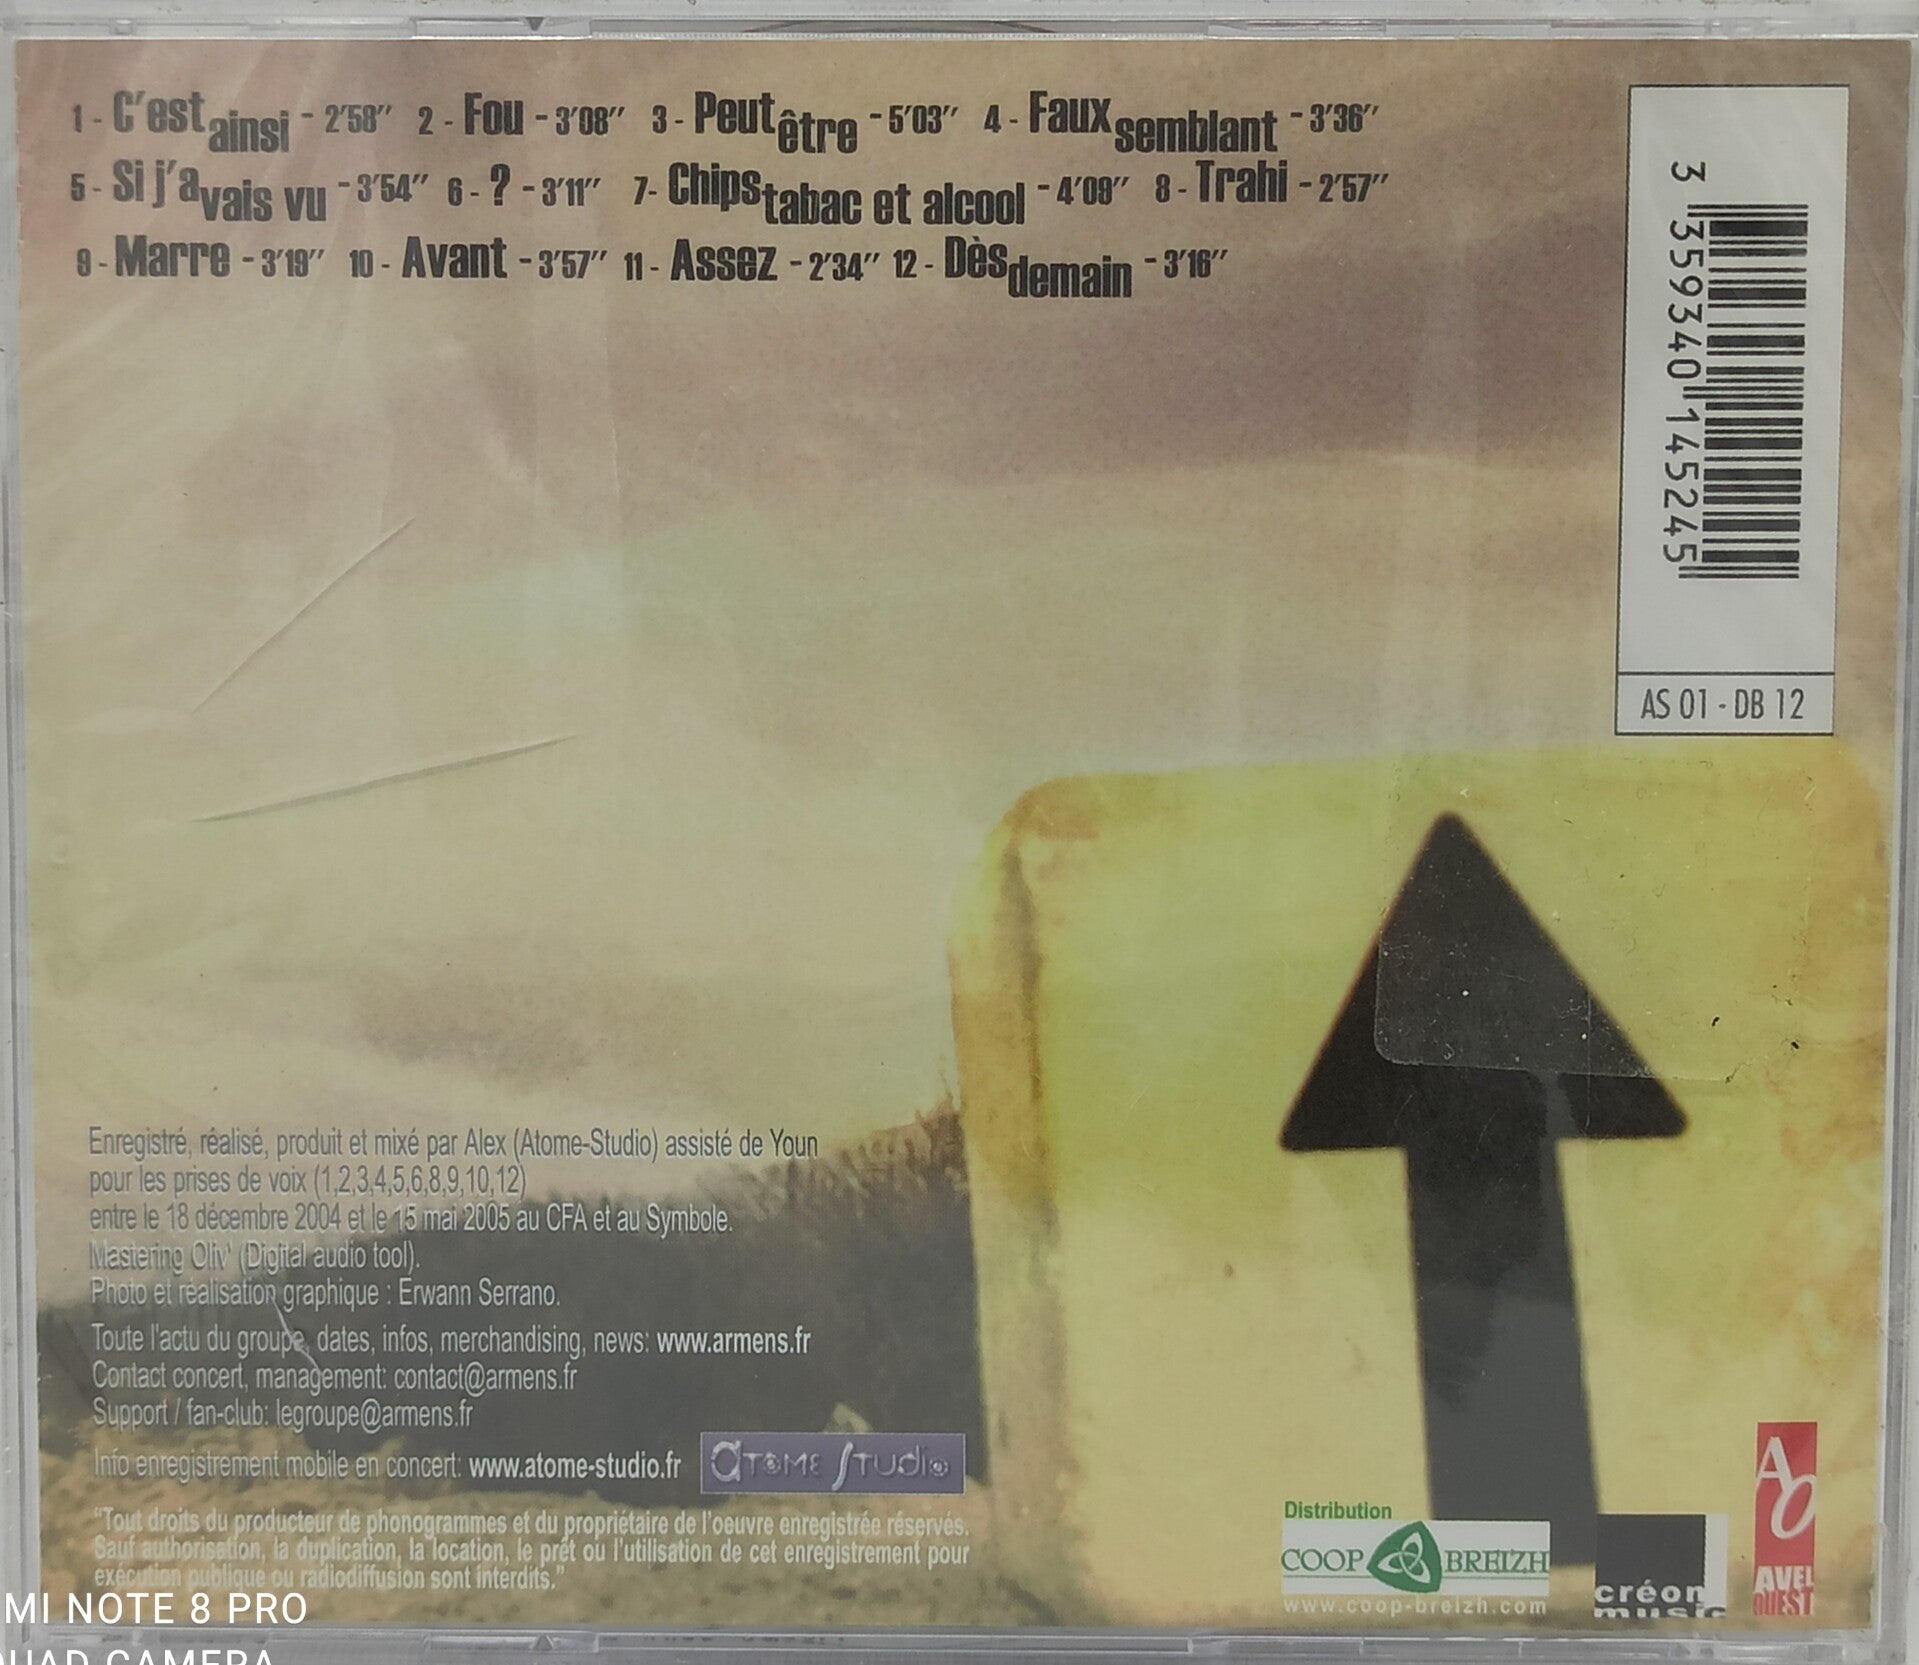 1 - C'est ainsi - 2'58'' 2 - Fou - 3'08'' 3 - Peut être - 5'03'' 4 - Faux semblant - 3'36''
5 - Si j'avais vu - 3'54'' 6 - ? - 3'11'' 7 - Chips tabac et alcool - 4'09'' 8 - Trahi - 2'57''
9 - Marre - 3'19'' 10 - Avant - 3'57'' 11 - Assez - 2'34'' 12 - Dès demain - 3'16''
3 359340 145245
AS 01 - DB 12
Enregistré, réalisé, produit et mixé par Alex (Atome-Studio) assisté de Youn
pour les prises de voix (1,2,3,4,5,6,8,9,10,12)
entre le 18 décembre 2004 et le 15 mai 2005 au CFA et au Symbole.
Mastering Oliv' (Digital audio tool).
Photo et réalisation graphique : Erwann Serrano.
Toute l'actu du groupe, dates, infos, merchandising, news: www.armens.fr
Contact concert, management: contact@armens.fr
Support / fan-club: legroupe@armens.fr
Info enregistrement mobile en concert: www.atome-studio.fr
ATOME STUDIO
"Tout droits du producteur de phonogrammes et du propriétaire de l'oeuvre enregistrée réservés.
Sauf authorisation, la duplication, la location, le prêt ou l'utilisation de cet enregistrement pour
exécution publique ou radiodiffusion sont interdits."
Distribution
COOP BREIZH
www.coop-breizh.com
créon
music
AO
AVEL
OUEST
MI NOTE 8 PRO
QUAD CAMERA